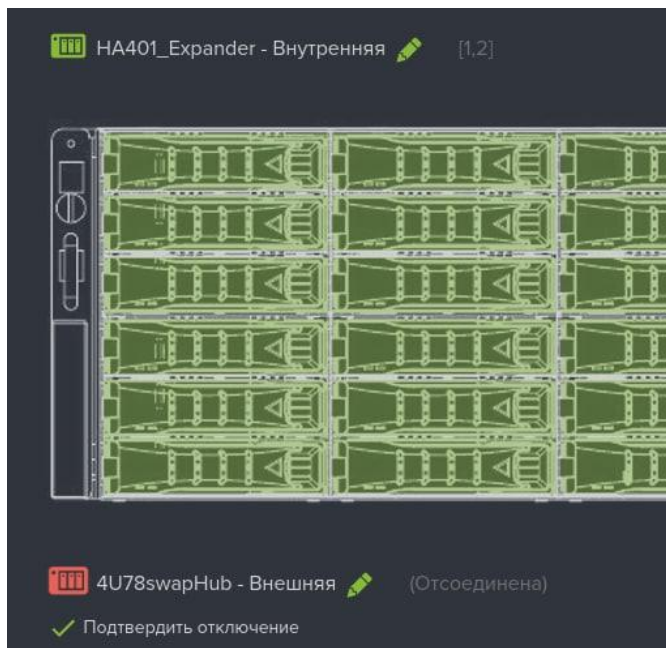 HA401_Expander - Внутренняя [1,2]
4U78swapHub - Внешняя (Отсоединена)
Подтвердить отключение